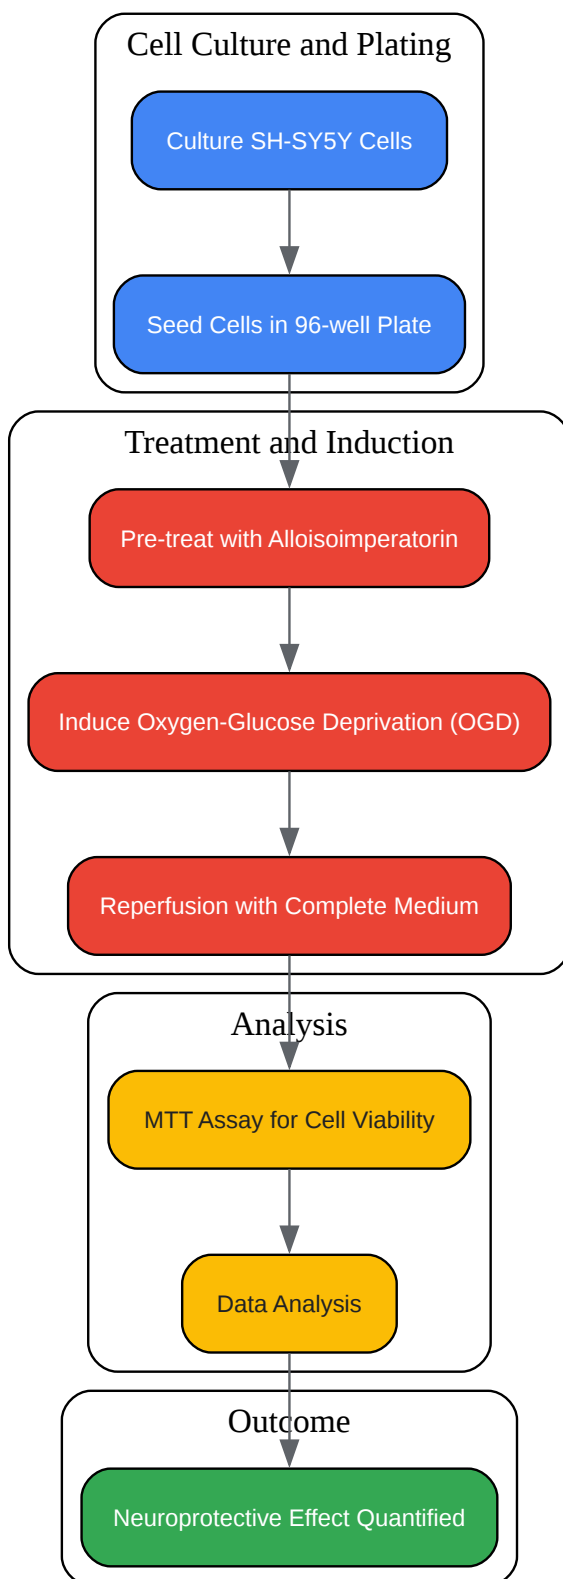 Cell Culture and Plating
Culture SH-SY5Y Cells
Seed Cells in 96-well Plate
Treatment and Induction
Pre-treat with Alloisoimperatorin
Induce Oxygen-Glucose Deprivation (OGD)
Reperfusion with Complete Medium
Analysis
MTT Assay for Cell Viability
Data Analysis
Outcome
Neuroprotective Effect Quantified